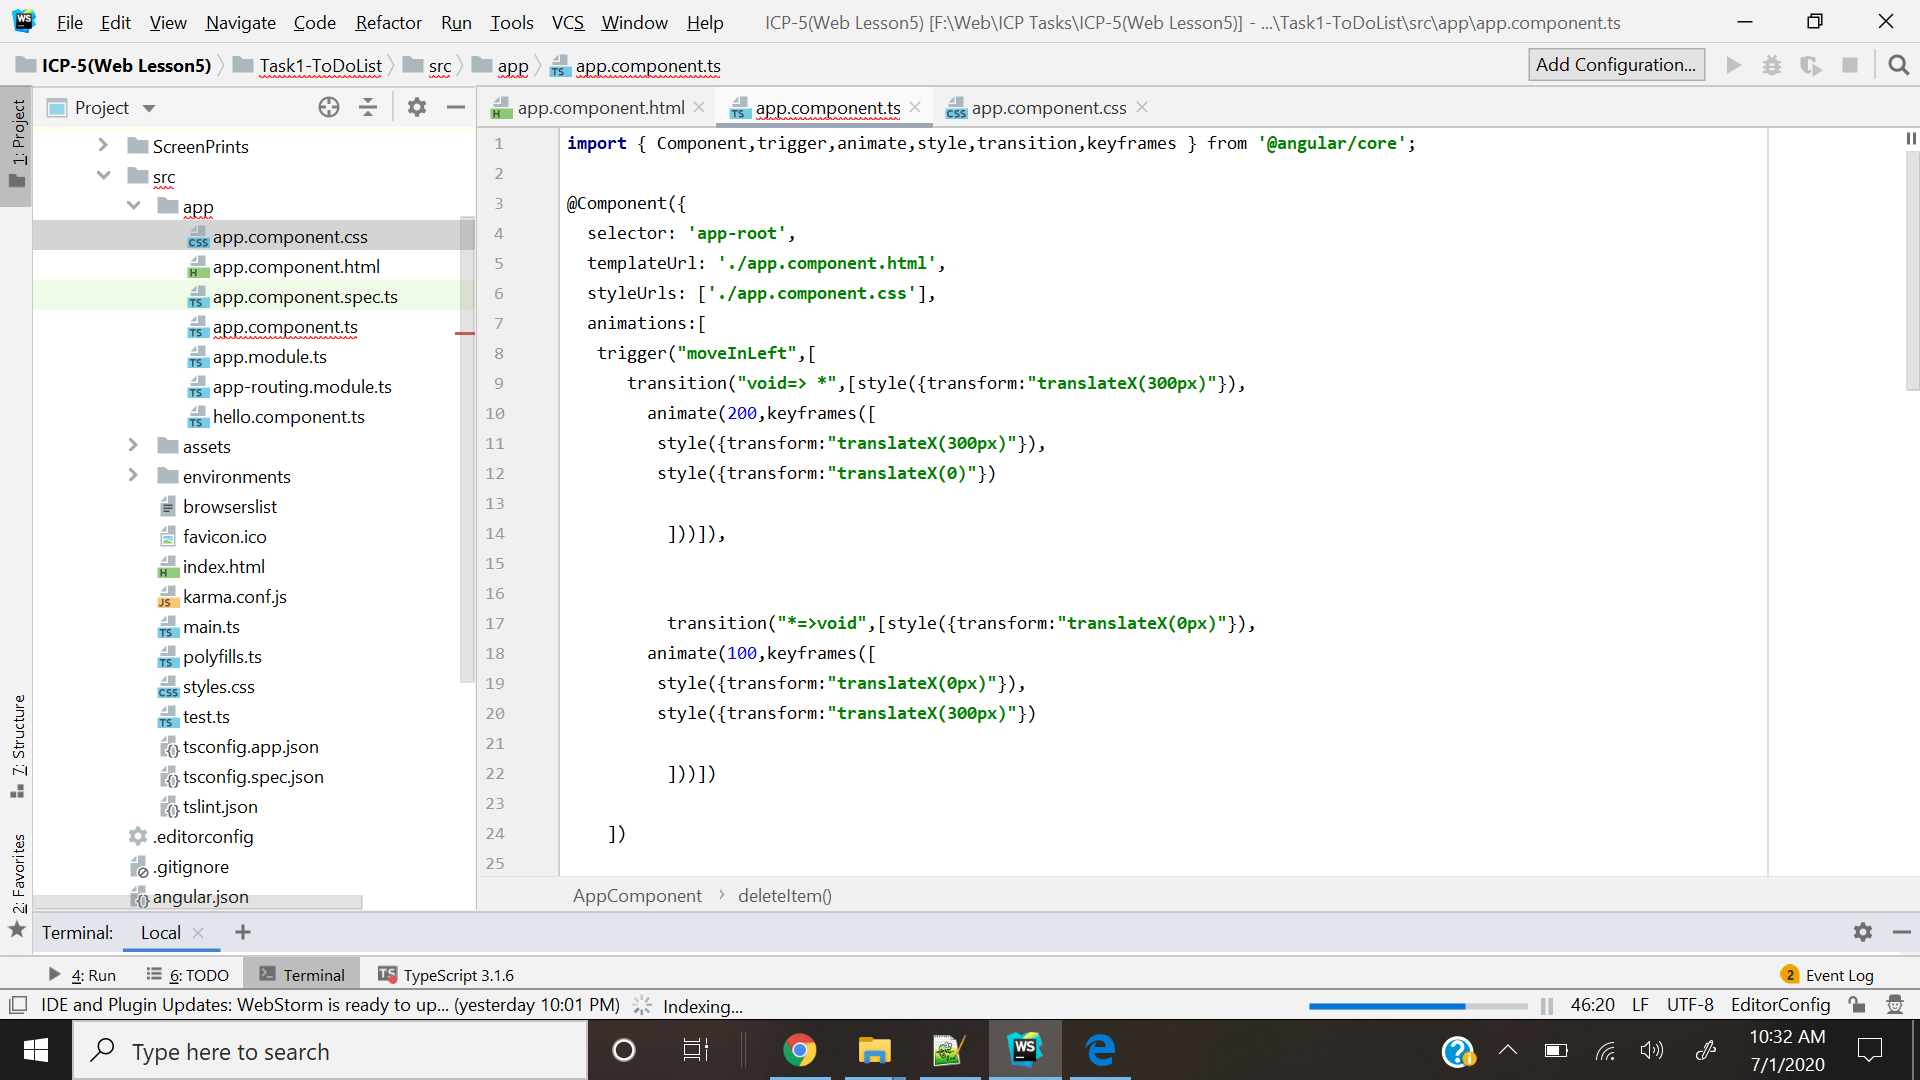 File Edit View Navigate Code Refactor Run Tools VCS Window Help ICP-5(Web Lesson5) [F:\Web\ICP Tasks\ICP-5(Web Lesson5)] - ...\Task1-ToDoList\src\app\app.component.ts
ICP-5(Web Lesson5) Task1-ToDoList src app app.component.ts Add Configuration...
1: Project
Project
ScreenPrints
src
app
app.component.css
app.component.html
app.component.spec.ts
app.component.ts
app.module.ts
app-routing.module.ts
hello.component.ts
assets
environments
browserslist
favicon.ico
index.html
karma.conf.js
main.ts
polyfills.ts
styles.css
test.ts
tsconfig.app.json
tsconfig.spec.json
tslint.json
.editorconfig
.gitignore
angular.json
7: Structure
2: Favorites
app.component.html app.component.ts app.component.css
1 import { Component,trigger,animate,style,transition,keyframes } from '@angular/core';
2
3 @Component({
4 selector: 'app-root',
5 templateUrl: './app.component.html',
6 styleUrls: ['./app.component.css'],
7 animations:[
8 trigger("moveInLeft",[
9 transition("void=> *",[style({transform:"translateX(300px)"}),
10 animate(200,keyframes([
11 style({transform:"translateX(300px)"}),
12 style({transform:"translateX(0)"})
13
14 ]))]),
15
16
17 transition("*=>void",[style({transform:"translateX(0px)"}),
18 animate(100,keyframes([
19 style({transform:"translateX(0px)"}),
20 style({transform:"translateX(300px)"})
21
22 ]))])
23
24 ])
25
AppComponent > deleteItem()
Terminal: Local
4: Run 6: TODO Terminal TypeScript 3.1.6 2 Event Log
IDE and Plugin Updates: WebStorm is ready to up... (yesterday 10:01 PM) Indexing... 46:20 LF UTF-8 EditorConfig
Type here to search
10:32 AM
7/1/2020